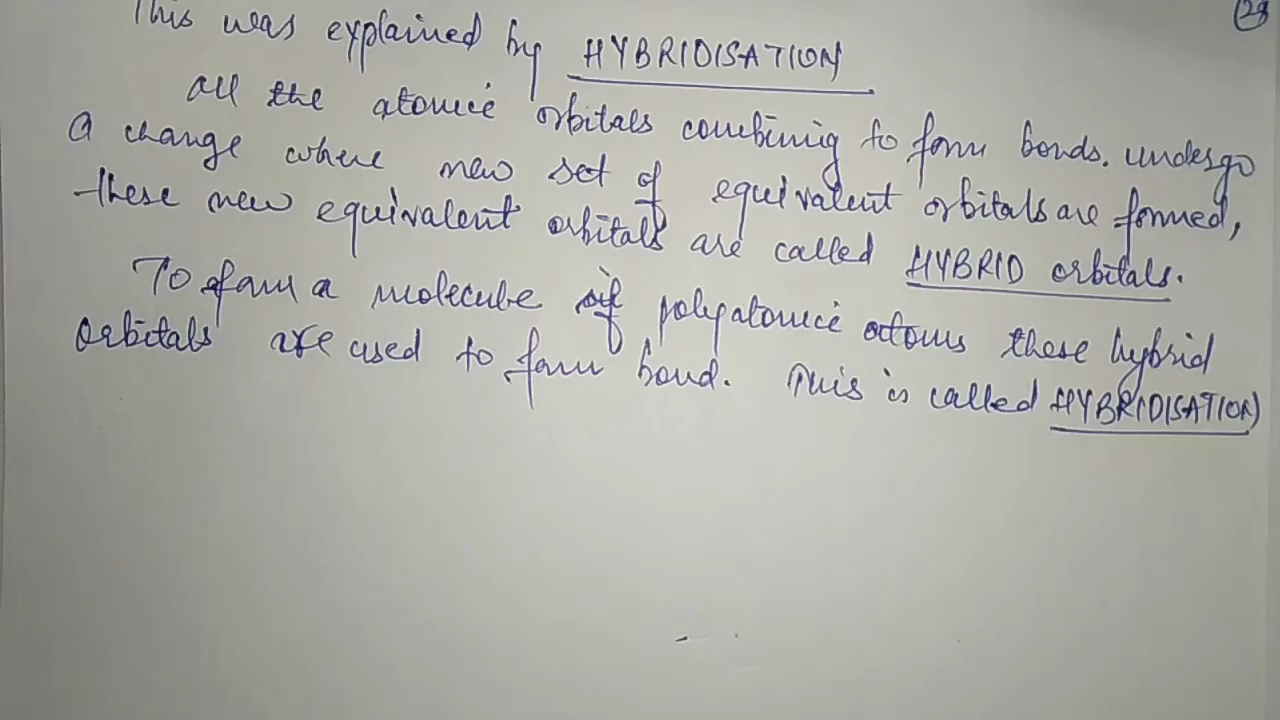 28
This was explained by HYBRIDISATION
all the atomic orbitals combining to form bonds. undergo
a change where new set of equivalent orbitals are formed,
these new equivalent orbitals are called HYBRID orbitals.
To form a molecule of polyatomic atoms these hybrid
orbitals are used to form bond. This is called HYBRIDISATION